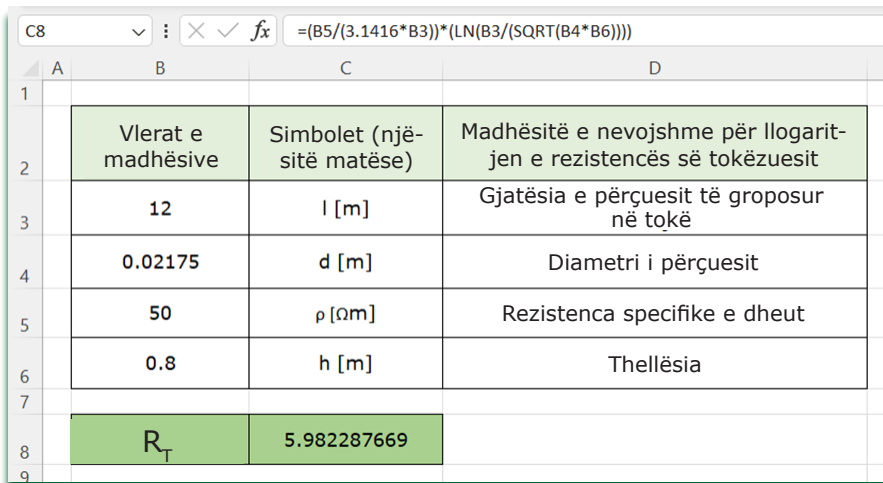 C8 fx =(B5/(3.1416*B3))*(LN(B3/(SQRT(B4*B6))))
A B C D
1
2
Vlerat e
madhësive
Simbolet (një-
sitë matëse)
Madhësitë e nevojshme për llogarit-
jen e rezistencës së tokëzuesit
3
12
l [m]
Gjatësia e përçuesit të groposur
në tokë
4
0.02175
d [m]
Diametri i përçuesit
5
50
ρ [Ωm]
Rezistenca specifike e dheut
6
0.8
h [m]
Thellësia
7
8
R_T
5.982287669
9